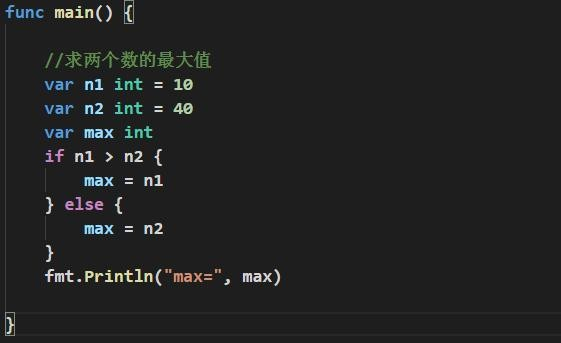 func main() {
//求两个数的最大值
var n1 int = 10
var n2 int = 40
var max int
if n1 > n2 {
max = n1
} else {
max = n2
}
fmt.Println("max=", max)
}